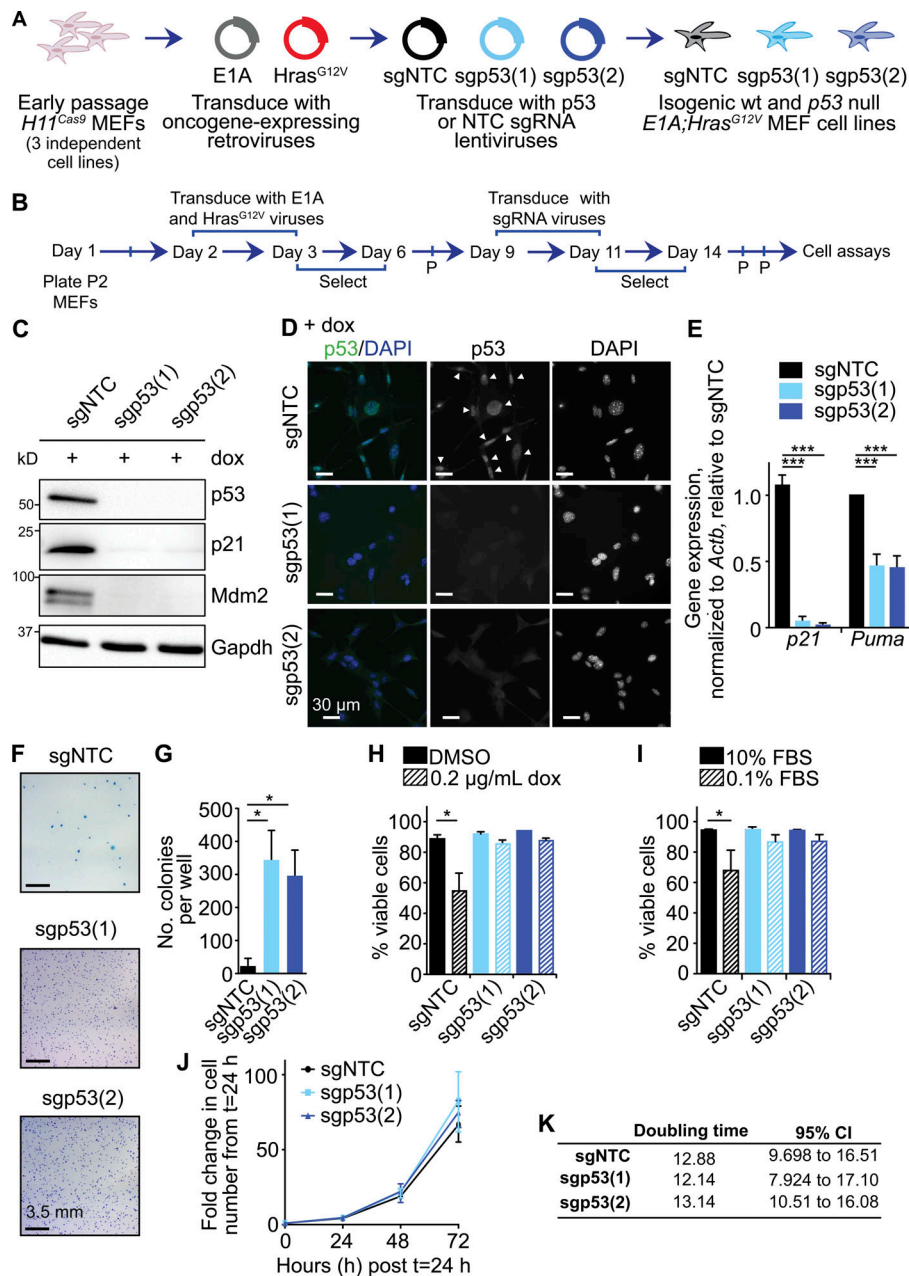 A
E1A
Hras^G12V
sgNTC sgp53(1) sgp53(2)
sgNTC sgp53(1) sgp53(2)
Early passage
H11^Cas9 MEFs
(3 independent
cell lines)
Transduce with
oncogene-expressing
retroviruses
Transduce with p53
or NTC sgRNA
lentiviruses
Isogenic wt and p53 null
E1A;Hras^G12V MEF cell lines
B
Transduce with E1A
and Hras^G12V viruses
Transduce with
sgRNA viruses
Day 1 Day 2 Day 3 Day 6 P Day 9 Day 11 Day 14 P P Cell assays
Plate P2
MEFs
Select
Select
C
sgNTC
sgp53(1)
sgp53(2)
kD + + + dox
50 p53
25 p21
100 Mdm2
37 Gapdh
D + dox
p53/DAPI p53 DAPI
sgNTC
sgp53(1)
sgp53(2)
30 µm
E
sgNTC
sgp53(1)
sgp53(2)
Gene expression,
normalized to Actb, relative to sgNTC
*** ***
*** ***
1.0
0.5
0
p21 Puma
F
sgNTC
sgp53(1)
sgp53(2)
3.5 mm
G
No. colonies
per well
500
400
300
200
100
0
*
*
sgNTC
sgp53(1)
sgp53(2)
H
DMSO
0.2 µg/mL dox
% viable cells
100
80
60
40
20
0
*
sgNTC
sgp53(1)
sgp53(2)
I
10% FBS
0.1% FBS
% viable cells
100
80
60
40
20
0
*
sgNTC
sgp53(1)
sgp53(2)
J
sgNTC
sgp53(1)
sgp53(2)
Fold change in cell
number from t=24 h
100
50
0
0 24 48 72
Hours (h) post t=24 h
K
Doubling time 95% CI
sgNTC 12.88 9.698 to 16.51
sgp53(1) 12.14 7.924 to 17.10
sgp53(2) 13.14 10.51 to 16.08